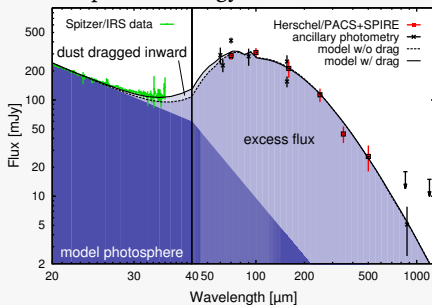 400
200
100
50
20
10
5
2
Flux [mJy]
Spitzer/IRS data
dust dragged inward
Herschel/PACS+SPIRE
ancillary photometry
model w/o drag
model w/ drag
excess flux
model photosphere
20 40 50 100 200 500 1000
Wavelength [µm]